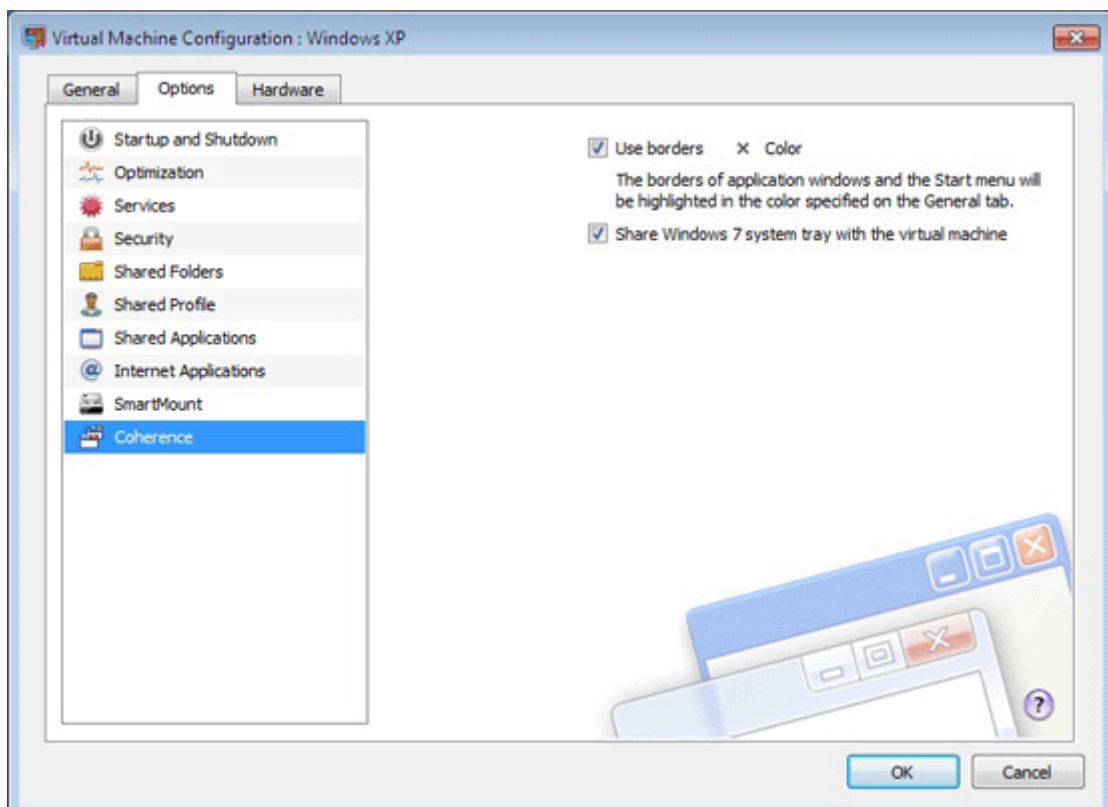 Virtual Machine Configuration : Windows XP
General Options Hardware
Startup and Shutdown
Optimization
Services
Security
Shared Folders
Shared Profile
Shared Applications
Internet Applications
SmartMount
Coherence
Use borders × Color
The borders of application windows and the Start menu will
be highlighted in the color specified on the General tab.
Share Windows 7 system tray with the virtual machine
?
OK Cancel